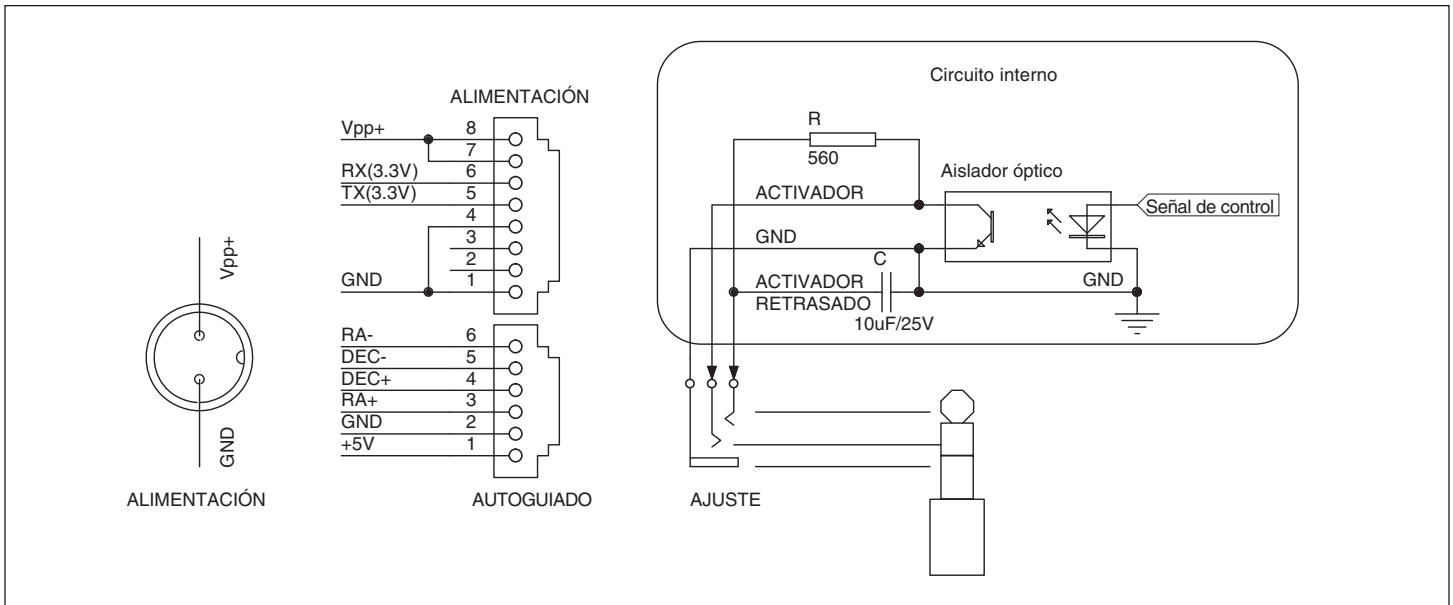 ALIMENTACIÓN
Vpp+ 8
7
RX(3.3V) 6
TX(3.3V) 5
4
3
2
GND 1
RA- 6
DEC- 5
DEC+ 4
RA+ 3
GND 2
+5V 1
AUTOGUIADO
Vpp+
GND
ALIMENTACIÓN
Circuito interno
R
560
Aislador óptico
ACTIVADOR
Señal de control
GND
C
ACTIVADOR
RETRASADO
10uF/25V
GND
AJUSTE